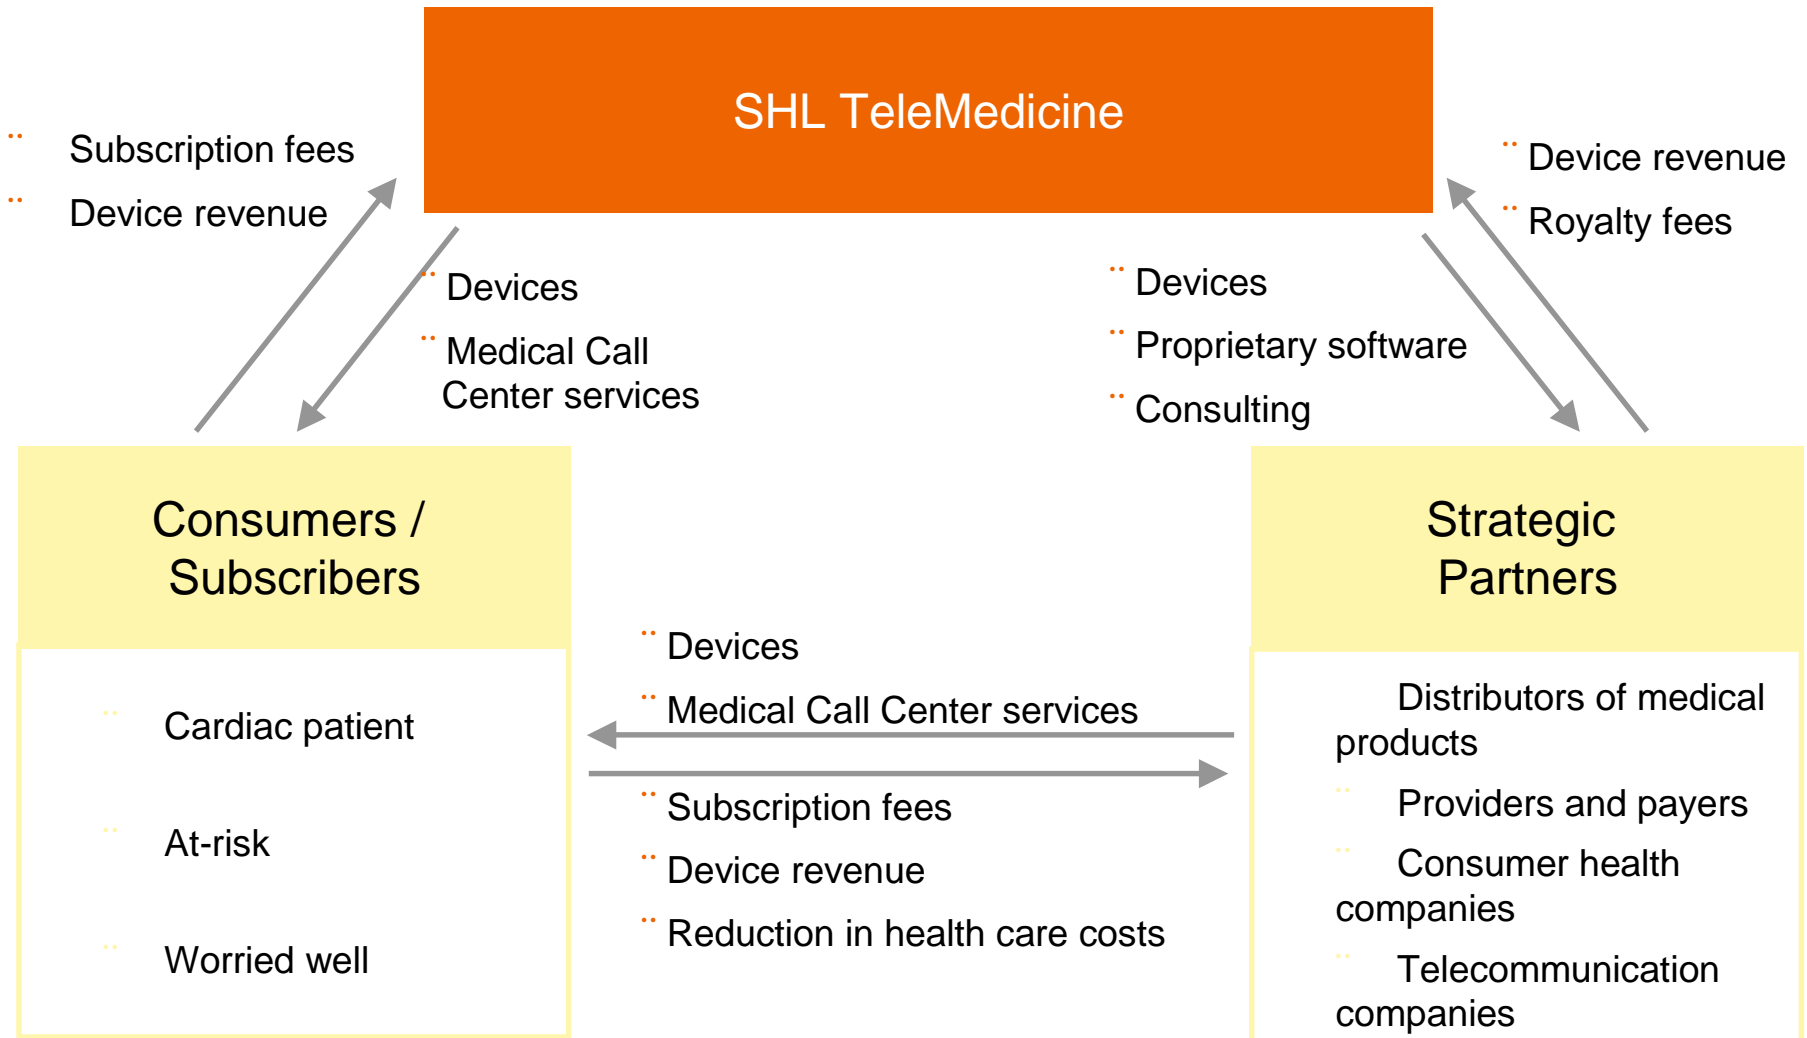 SHL TeleMedicine
¨ Subscription fees
¨ Device revenue
¨ Devices
¨ Medical Call
Center services
¨ Devices
¨ Proprietary software
¨ Consulting
¨ Device revenue
¨ Royalty fees
Consumers /
Subscribers
¨ Cardiac patient
¨ At-risk
¨ Worried well
¨ Devices
¨ Medical Call Center services
¨ Subscription fees
¨ Device revenue
¨ Reduction in health care costs
Strategic
Partners
Distributors of medical
products
¨ Providers and payers
¨ Consumer health
companies
¨ Telecommunication
companies